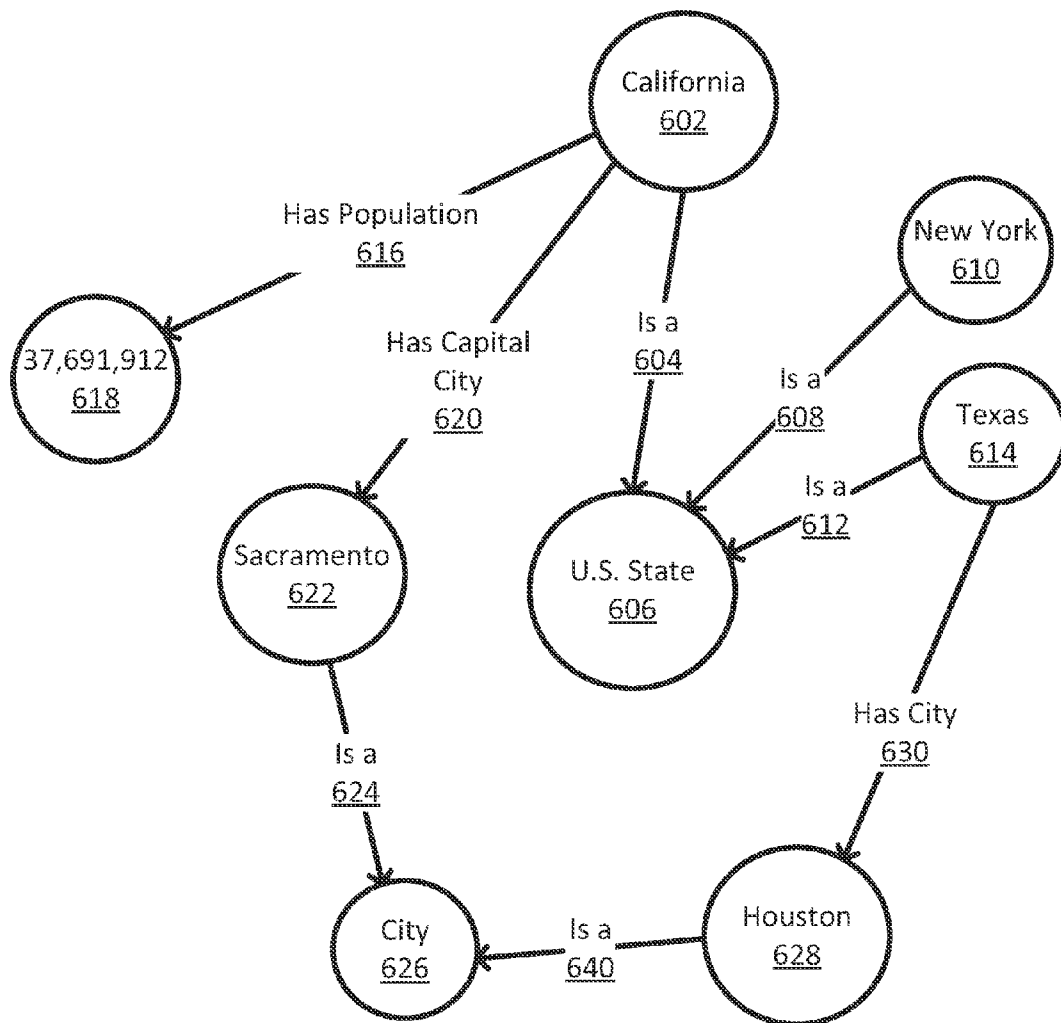 California
602
Has Population
616
New York
610
Has Capital
City
620
Is a
604
37,691,912
618
Is a
608
Texas
614
Is a
612
Sacramento
622
U.S. State
606
Has City
630
Is a
624
City
626
Is a
640
Houston
628